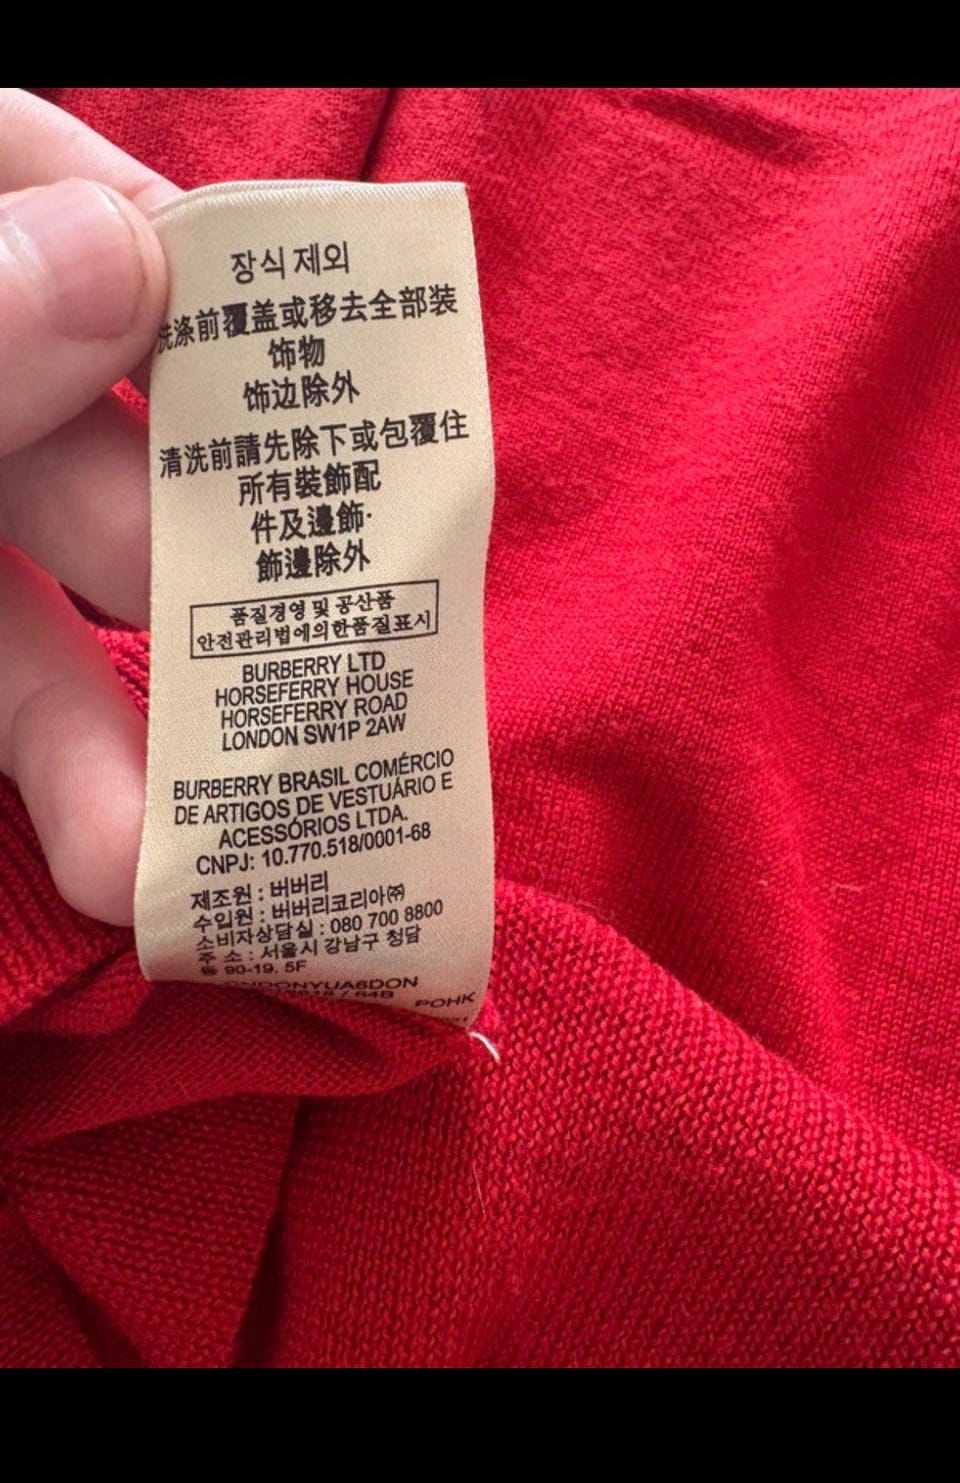 장식 제외
洗涤前覆盖或移去全部装
饰物
饰边除外
清洗前請先除下或包覆住
所有裝飾配
件及邊飾·
飾邊除外
품질경영 및 공산품
안전관리법에의한품질표시
BURBERRY LTD
HORSEFERRY HOUSE
HORSEFERRY ROAD
LONDON SW1P 2AW
BURBERRY BRASIL COMÉRCIO
DE ARTIGOS DE VESTUÁRIO E
ACESSÓRIOS LTDA.
CNPJ: 10.770.518/0001-68
제조원 : 버버리
수입원 : 버버리코리아㈜
소비자상담실 : 080 700 8800
주 소 : 서울시 강남구 청담
동 90-19. 5F
POHK